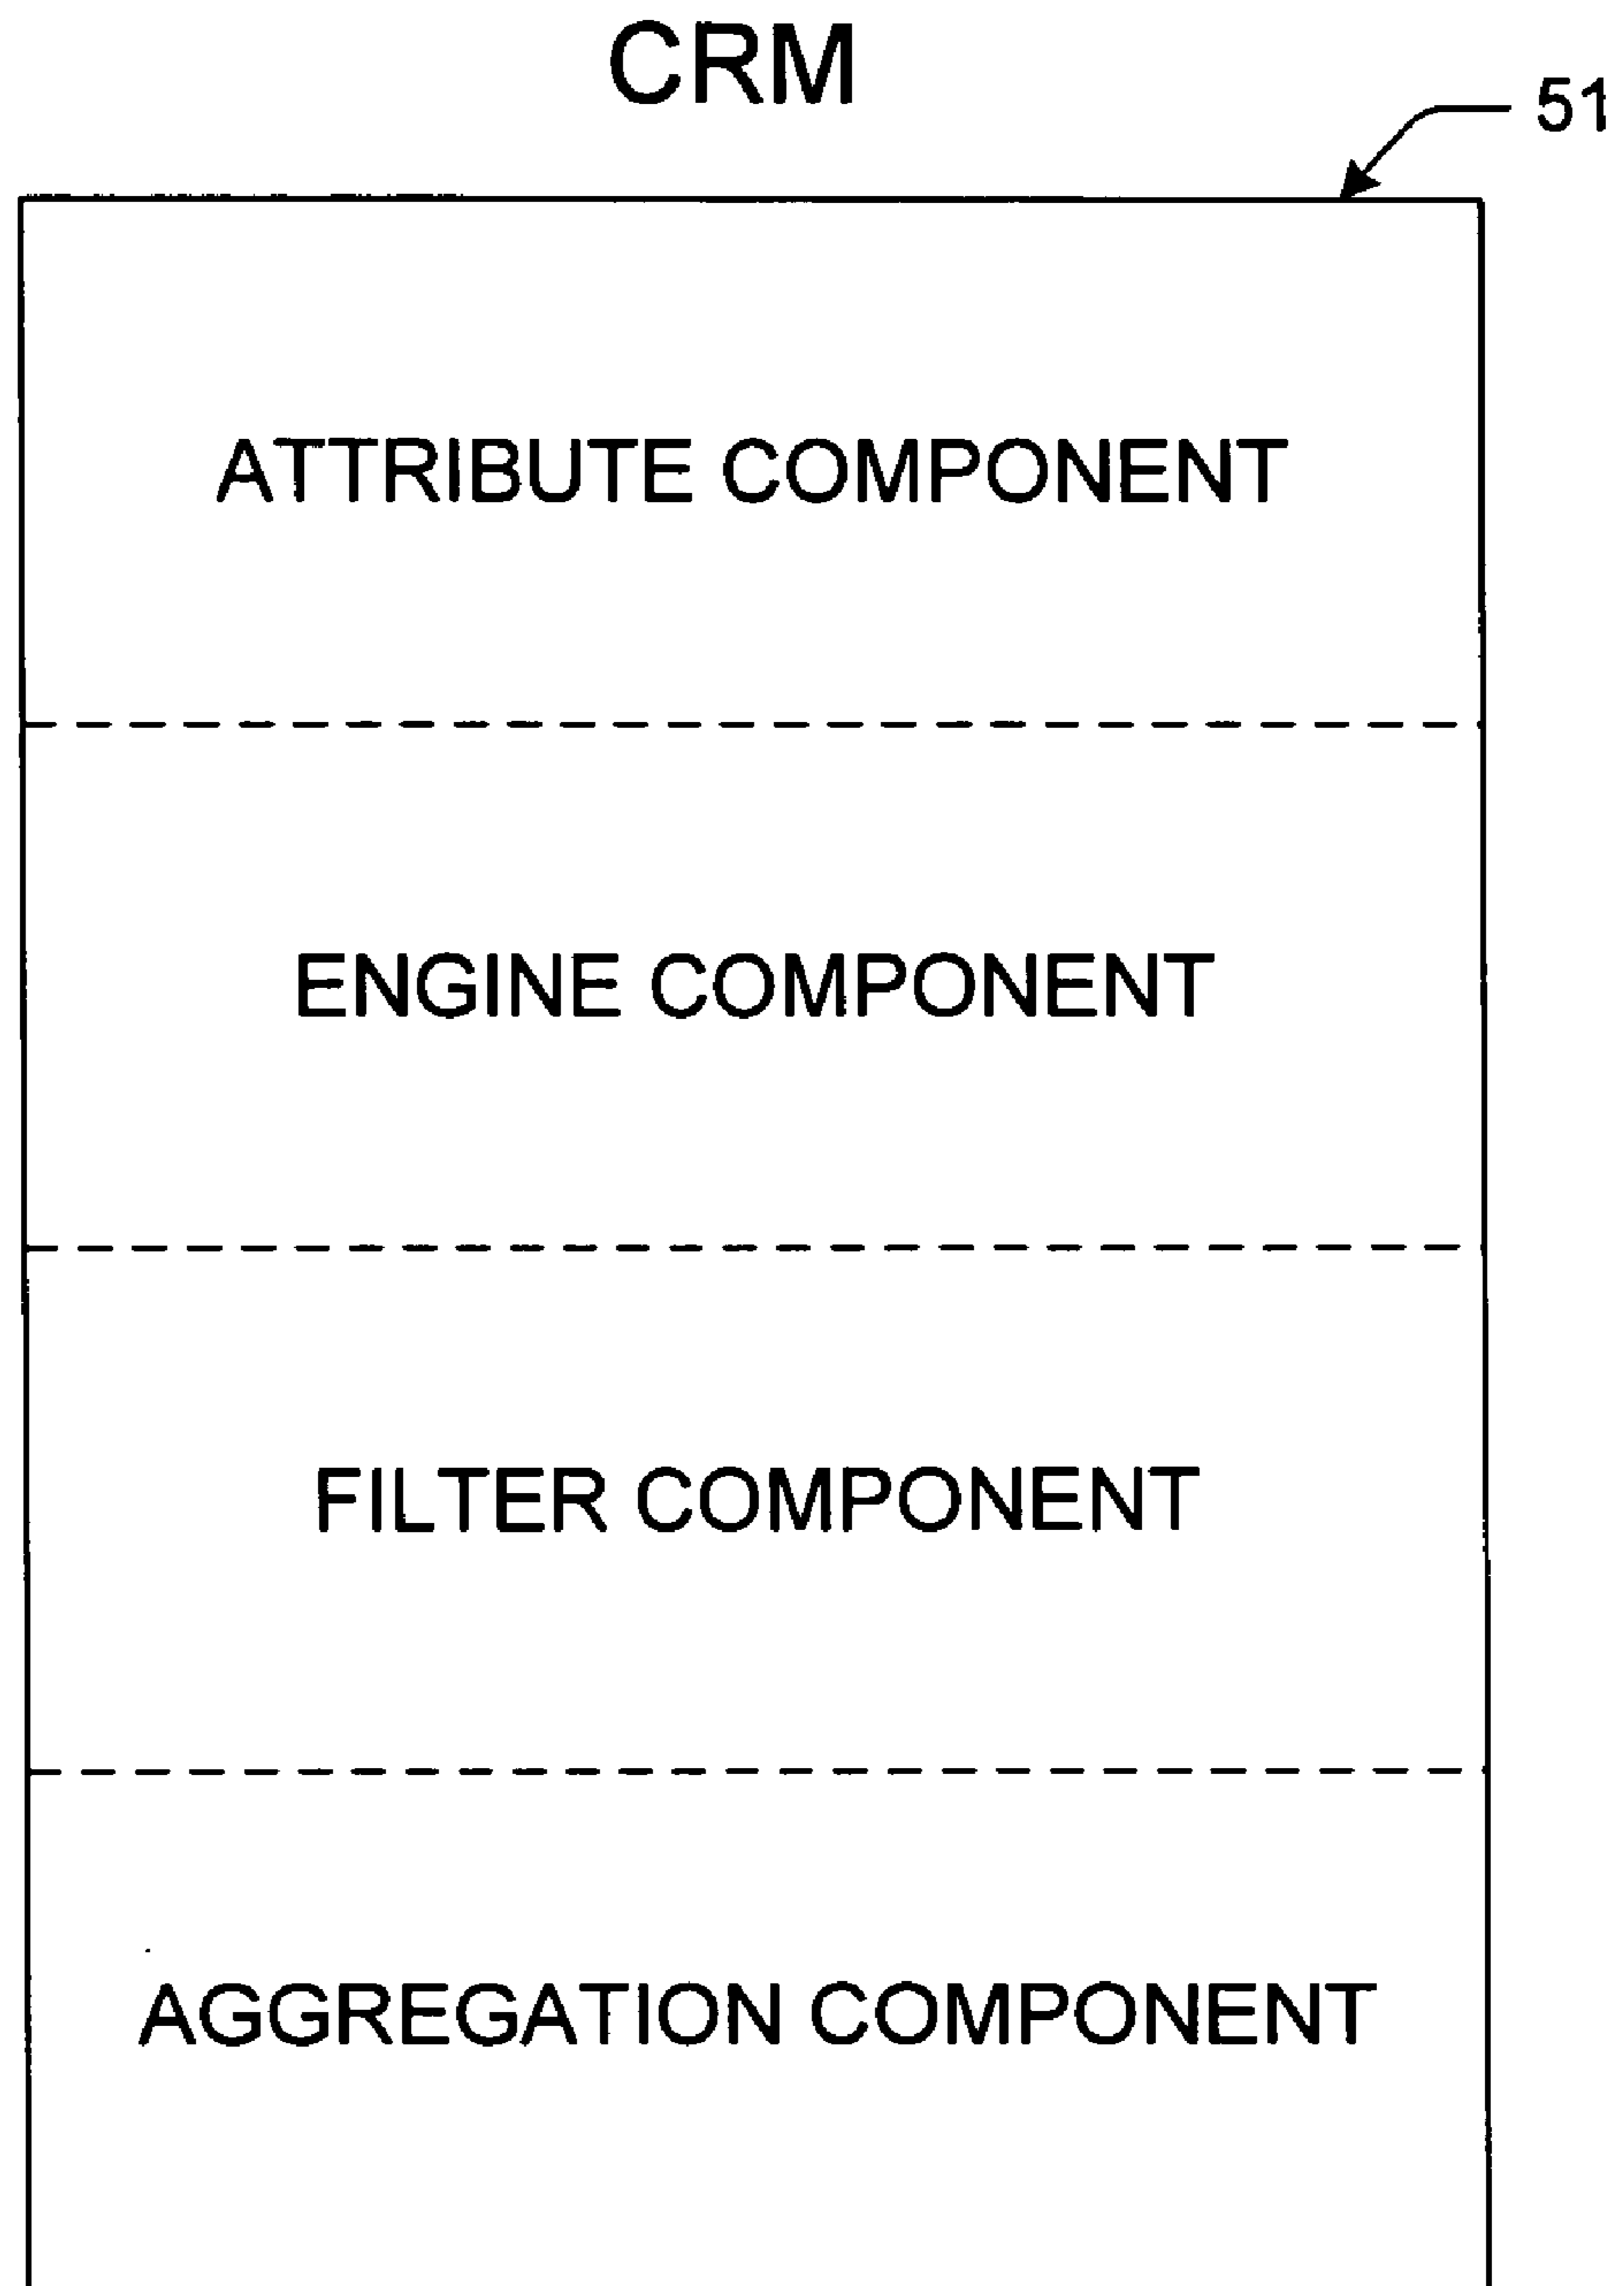 CRM
51
ATTRIBUTE COMPONENT
ENGINE COMPONENT
FILTER COMPONENT
AGGREGATION COMPONENT